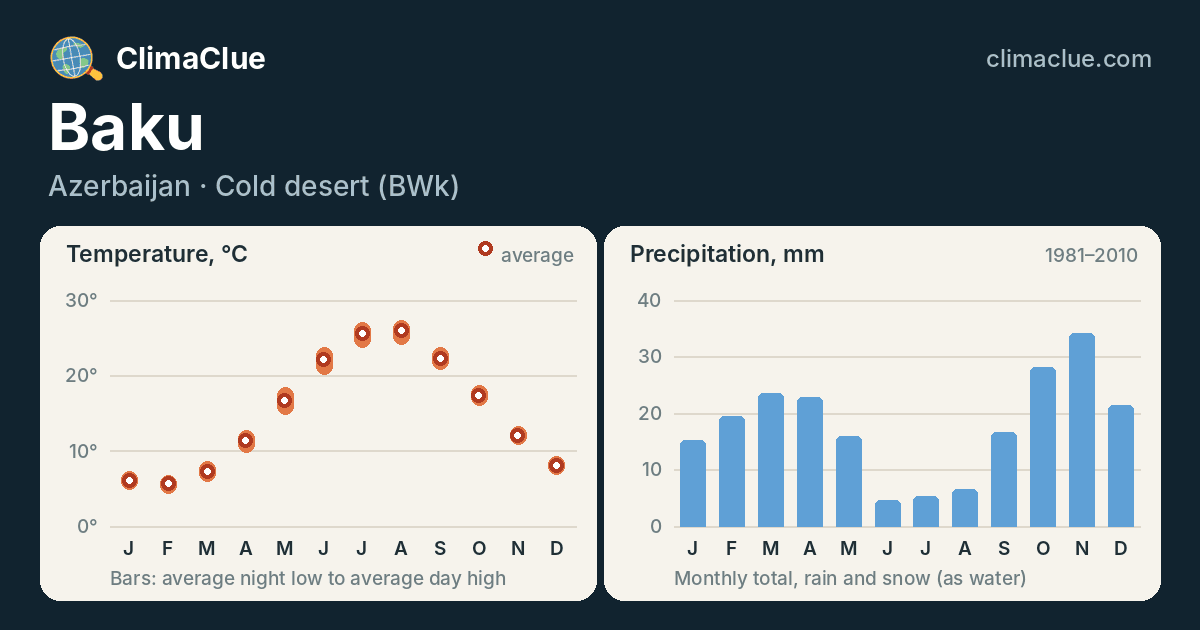 ClimaClue
climaclue.com
Baku
Azerbaijan · Cold desert (BWk)
Temperature, °C
average
30°
20°
10°
0°
J F M A M J J A S O N D
Bars: average night low to average day high
Precipitation, mm
1981–2010
40
30
20
10
0
J F M A M J J A S O N D
Monthly total, rain and snow (as water)